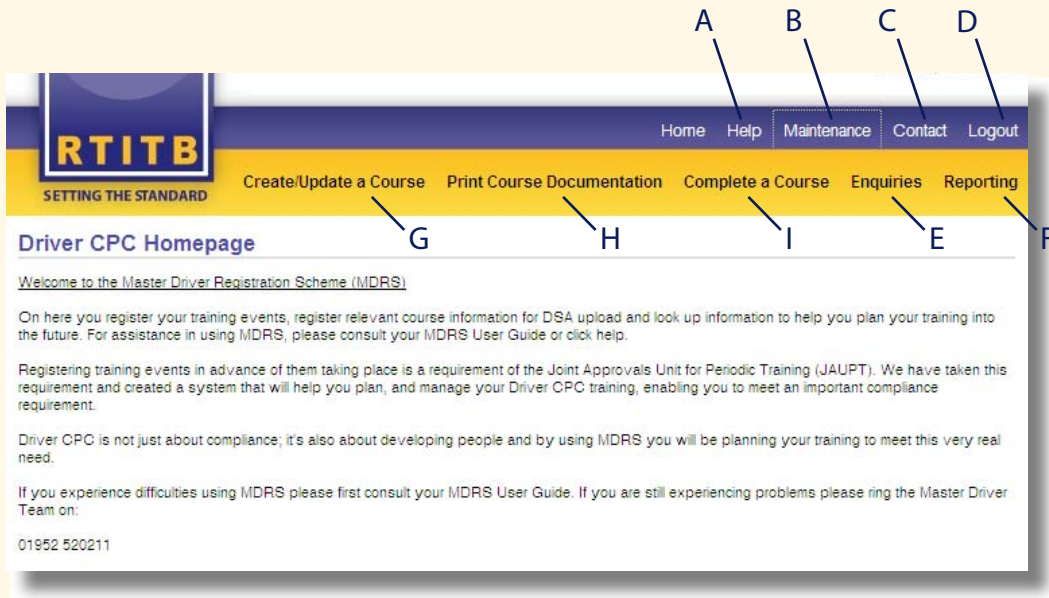 A B C D
Home Help Maintenance Contact Logout
RTITB
SETTING THE STANDARD
Create/Update a Course Print Course Documentation Complete a Course Enquiries Reporting
G H I E F
Driver CPC Homepage
Welcome to the Master Driver Registration Scheme (MDRS)
On here you register your training events, register relevant course information for DSA upload and look up information to help you plan your training into
the future. For assistance in using MDRS, please consult your MDRS User Guide or click help.
Registering training events in advance of them taking place is a requirement of the Joint Approvals Unit for Periodic Training (JAUPT). We have taken this
requirement and created a system that will help you plan, and manage your Driver CPC training, enabling you to meet an important compliance
requirement.
Driver CPC is not just about compliance; it's also about developing people and by using MDRS you will be planning your training to meet this very real
need.
If you experience difficulties using MDRS please first consult your MDRS User Guide. If you are still experiencing problems please ring the Master Driver
Team on:
01952 520211